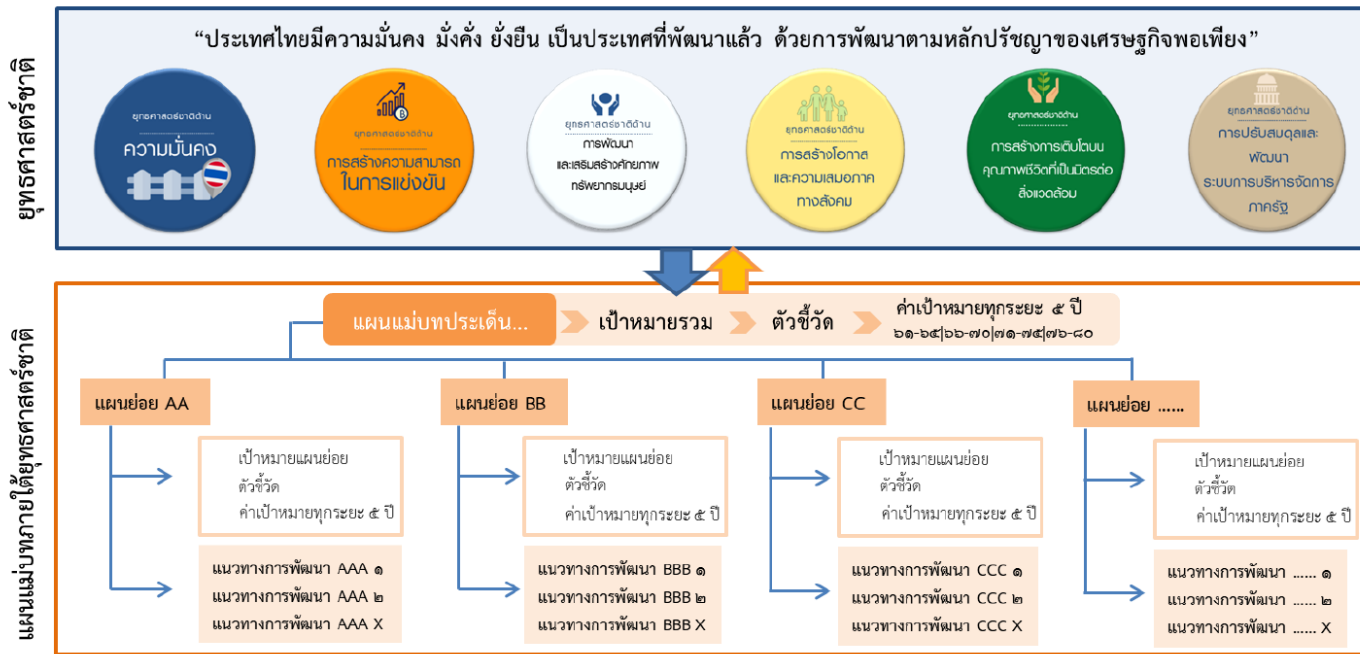 ยุทธศาสตร์ชาติ
“ประเทศไทยมีความมั่นคง มั่งคั่ง ยั่งยืน เป็นประเทศที่พัฒนาแล้ว ด้วยการพัฒนาตามหลักปรัชญาของเศรษฐกิจพอเพียง”
ยุทธศาสตร์ชาติด้าน
ความมั่นคง
ยุทธศาสตร์ชาติด้าน
การสร้างความสามารถ
ในการแข่งขัน
ยุทธศาสตร์ชาติด้าน
การพัฒนา
และเสริมสร้างศักยภาพ
ทรัพยากรมนุษย์
ยุทธศาสตร์ชาติด้าน
การสร้างโอกาส
และความเสมอภาค
ทางสังคม
ยุทธศาสตร์ชาติด้าน
การสร้างการเติบโตบน
คุณภาพชีวิตที่เป็นมิตรต่อ
สิ่งแวดล้อม
ยุทธศาสตร์ชาติด้าน
การปรับสมดุลและ
พัฒนา
ระบบการบริหารจัดการ
ภาครัฐ
แผนแม่บทภายใต้ยุทธศาสตร์ชาติ
แผนแม่บทประเด็น...
เป้าหมายรวม
ตัวชี้วัด
ค่าเป้าหมายทุกระยะ ๕ ปี
๖๑-๖๕|๖๖-๗๐|๗๑-๗๕|๗๖-๘๐
แผนย่อย AA
เป้าหมายแผนย่อย
ตัวชี้วัด
ค่าเป้าหมายทุกระยะ ๕ ปี
แนวทางการพัฒนา AAA ๑
แนวทางการพัฒนา AAA ๒
แนวทางการพัฒนา AAA X
แผนย่อย BB
เป้าหมายแผนย่อย
ตัวชี้วัด
ค่าเป้าหมายทุกระยะ ๕ ปี
แนวทางการพัฒนา BBB ๑
แนวทางการพัฒนา BBB ๒
แนวทางการพัฒนา BBB X
แผนย่อย CC
เป้าหมายแผนย่อย
ตัวชี้วัด
ค่าเป้าหมายทุกระยะ ๕ ปี
แนวทางการพัฒนา CCC ๑
แนวทางการพัฒนา CCC ๒
แนวทางการพัฒนา CCC X
แผนย่อย ......
เป้าหมายแผนย่อย
ตัวชี้วัด
ค่าเป้าหมายทุกระยะ ๕ ปี
แนวทางการพัฒนา ...... ๑
แนวทางการพัฒนา ...... ๒
แนวทางการพัฒนา ...... X